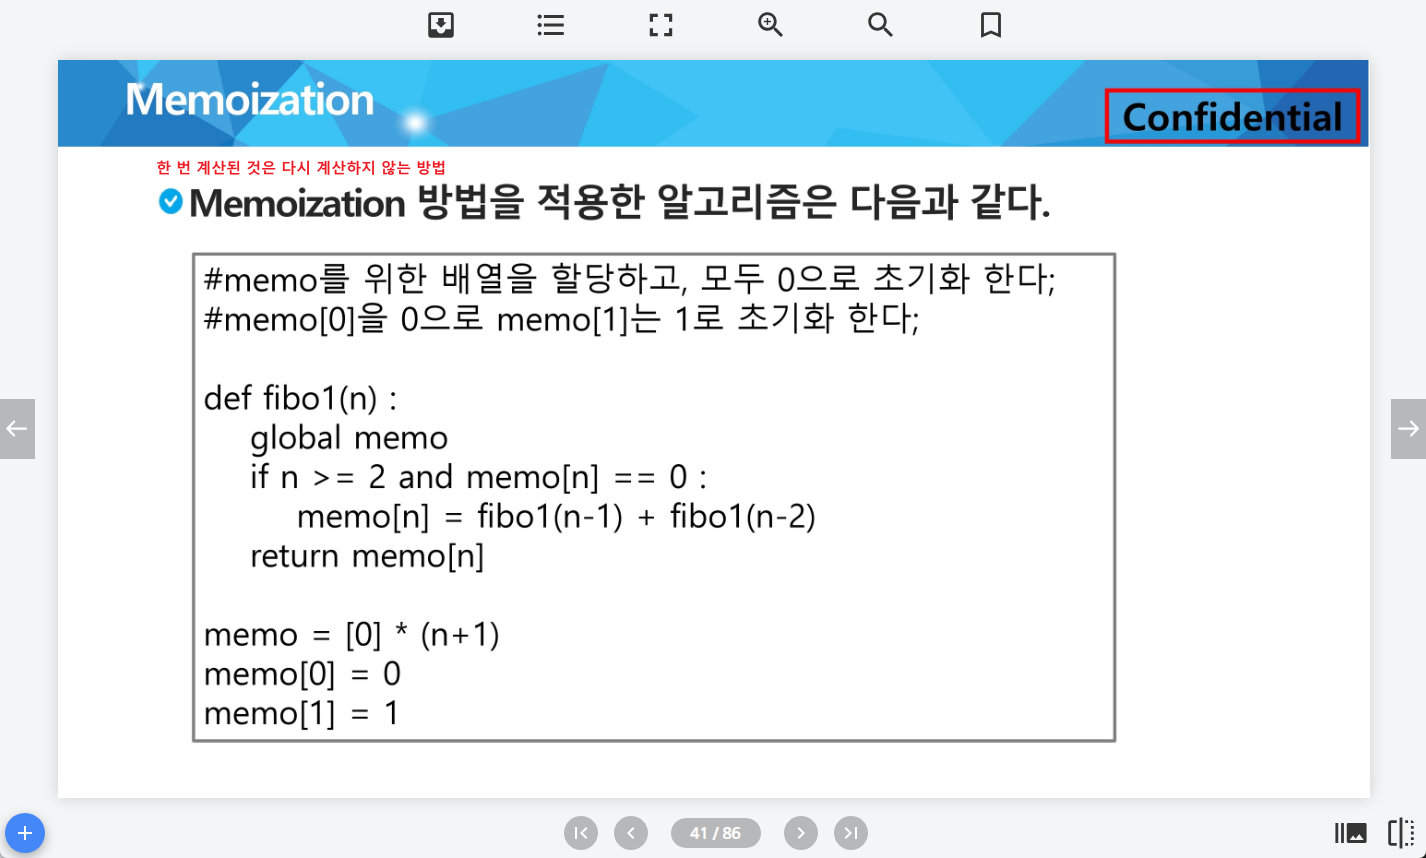 Memoization
Confidential
한 번 계산된 것은 다시 계산하지 않는 방법
Memoization 방법을 적용한 알고리즘은 다음과 같다.
#memo를 위한 배열을 할당하고, 모두 0으로 초기화 한다;
#memo[0]을 0으로 memo[1]는 1로 초기화 한다;
def fibo1(n) :
global memo
if n >= 2 and memo[n] == 0 :
memo[n] = fibo1(n-1) + fibo1(n-2)
return memo[n]
memo = [0] * (n+1)
memo[0] = 0
memo[1] = 1
41 / 86